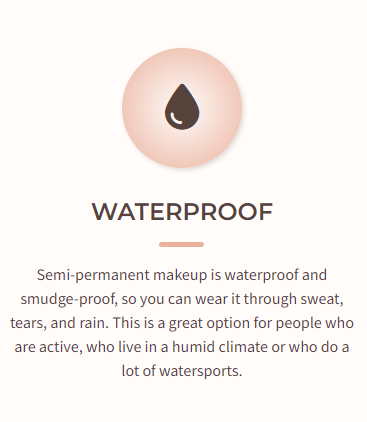 WATERPROOF
Semi-permanent makeup is waterproof and
smudge-proof, so you can wear it through sweat,
tears, and rain. This is a great option for people who
are active, who live in a humid climate or who do a
lot of watersports.